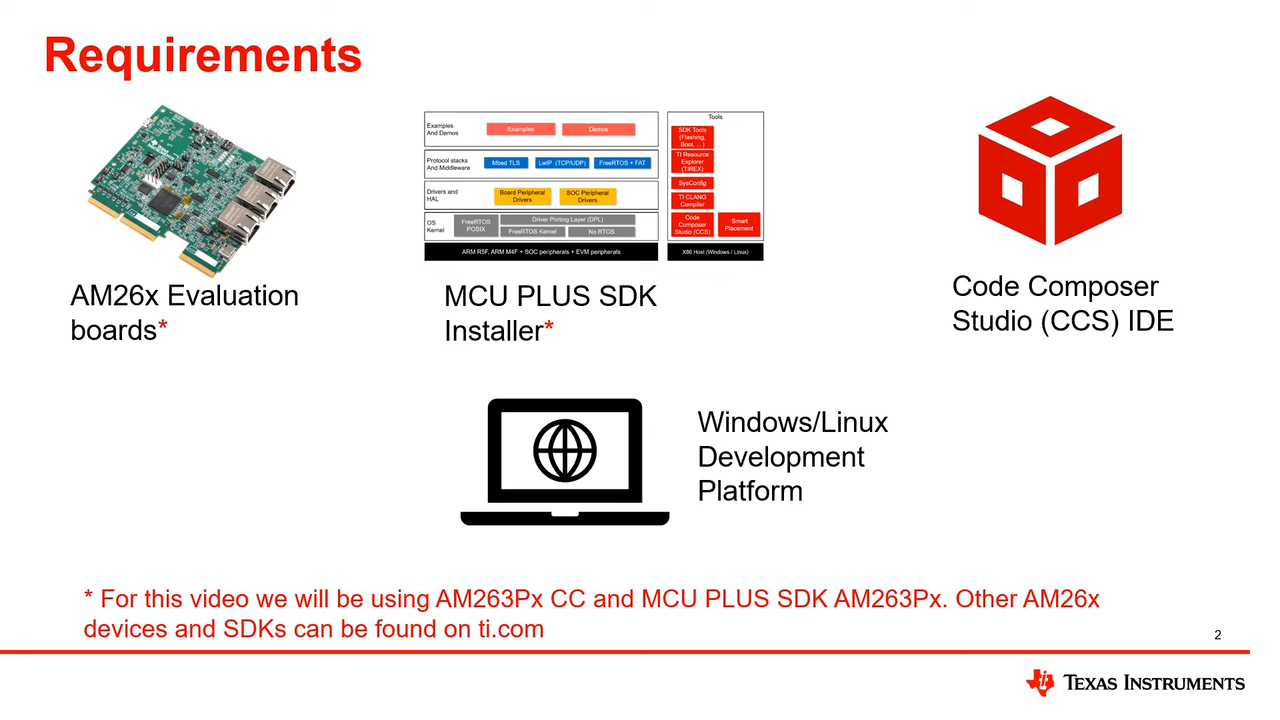 Requirements
Examples
And Demos
Examples
Demos
Protocol stacks
And Middleware
Mbed TLS
LwIP (TCP/UDP)
FreeRTOS + FAT
Drivers and
HAL
Board Peripheral
Drivers
SOC Peripheral
Drivers
OS
Kernel
FreeRTOS
POSIX
Driver Porting Layer (DPL)
FreeRTOS Kernel
No RTOS
ARM R5F, ARM M4F + SOC peripherals + EVM peripherals
Tools
SDK Tools
(Flashing,
Boot, ...)
TI Resource
Explorer
(TIREX)
SysConfig
TI CLANG
Compiler
Code
Composer
Studio (CCS)
Smart
Placement
X86 Host (Windows / Linux)
AM26x Evaluation
boards*
MCU PLUS SDK
Installer*
Code Composer
Studio (CCS) IDE
Windows/Linux
Development
Platform
* For this video we will be using AM263Px CC and MCU PLUS SDK AM263Px. Other AM26x
devices and SDKs can be found on ti.com
2
TEXAS INSTRUMENTS